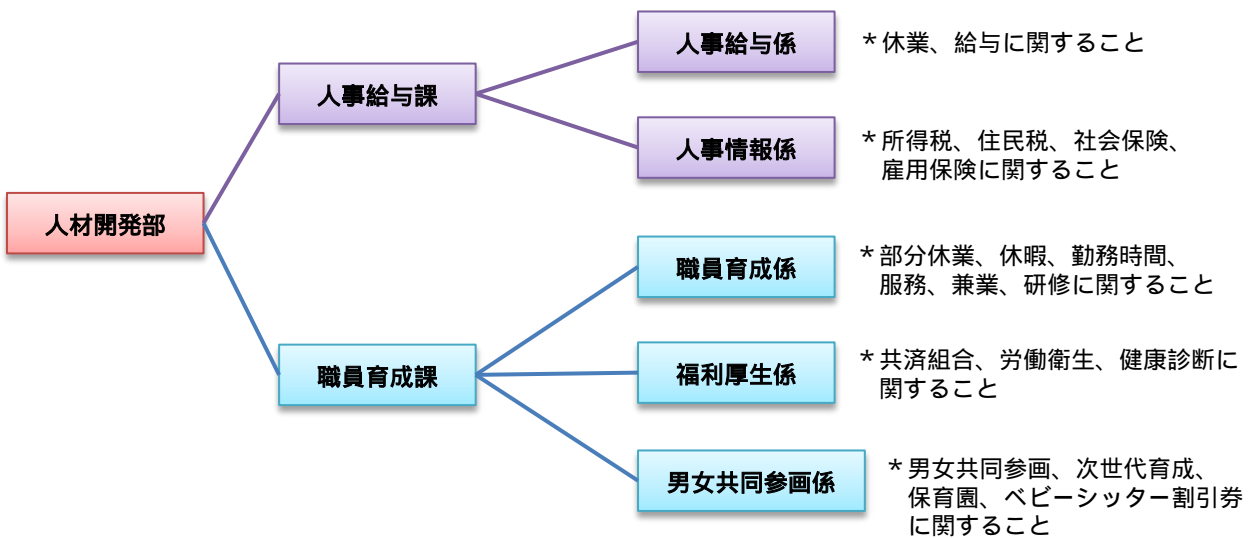 人材開発部
人事給与課
人事給与係
＊休業、給与に関すること
人事情報係
＊所得税、住民税、社会保険、
雇用保険に関すること
職員育成課
職員育成係
＊部分休業、休暇、勤務時間、
服務、兼業、研修に関すること
福利厚生係
＊共済組合、労働衛生、健康診断に
関すること
男女共同参画係
＊男女共同参画、次世代育成、
保育園、ベビーシッター割引券
に関すること